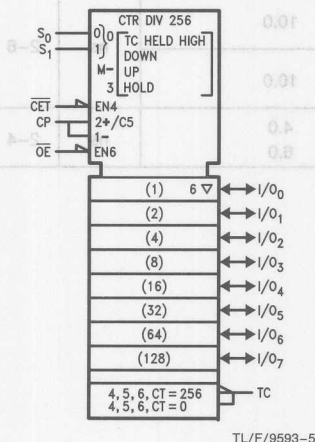 CTR DIV 256
S0 0 0 TC HELD HIGH
S1 1 DOWN
M- UP
3 HOLD
CET EN4
CP 2+/C5
1-
OE EN6
(1) 6 ▽ I/O0
(2) I/O1
(4) I/O2
(8) I/O3
(16) I/O4
(32) I/O5
(64) I/O6
(128) I/O7
4, 5, 6, CT = 256 TC
4, 5, 6, CT = 0
TL/F/9593-5